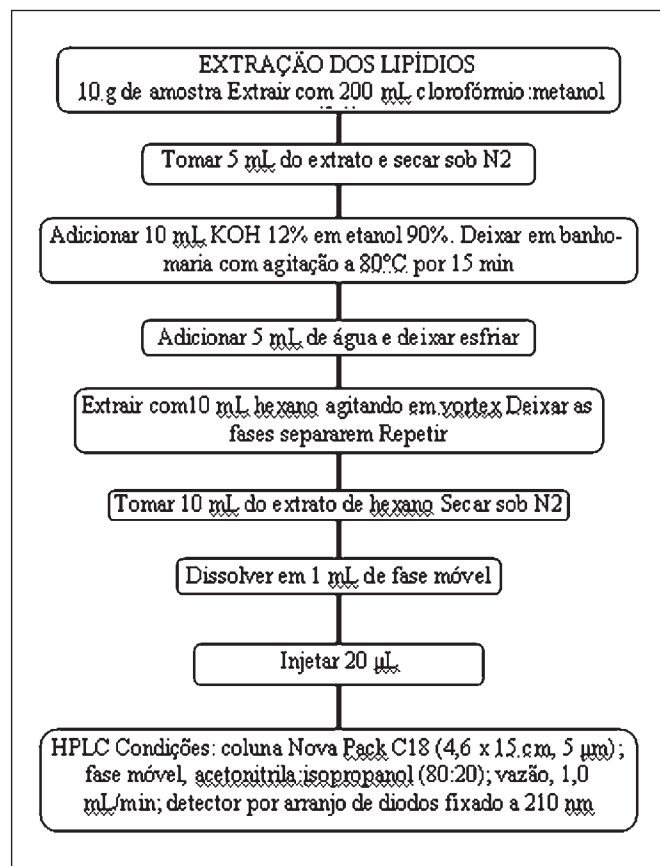 EXTRAÇÃO DOS LIPÍDIOS
10 g de amostra Extrair com 200 mL clorofórmio:metanol
Tomar 5 mL do extrato e secar sob N2
Adicionar 10 mL KOH 12% em etanol 90%. Deixar em banho-
maria com agitação a 80°C por 15 min
Adicionar 5 mL de água e deixar esfriar
Extrair com10 mL hexano agitando em vortex Deixar as
fases separarem Repetir
Tomar 10 mL do extrato de hexano Secar sob N2
Dissolver em 1 mL de fase móvel
Injetar 20 µL
HPLC Condições: coluna Nova Pack C18 (4,6 x 15 cm, 5 µm);
fase móvel, acetonitrila:isopropanol (80:20); vazão, 1,0
mL/min; detector por arranjo de diodos fixado a 210 nm